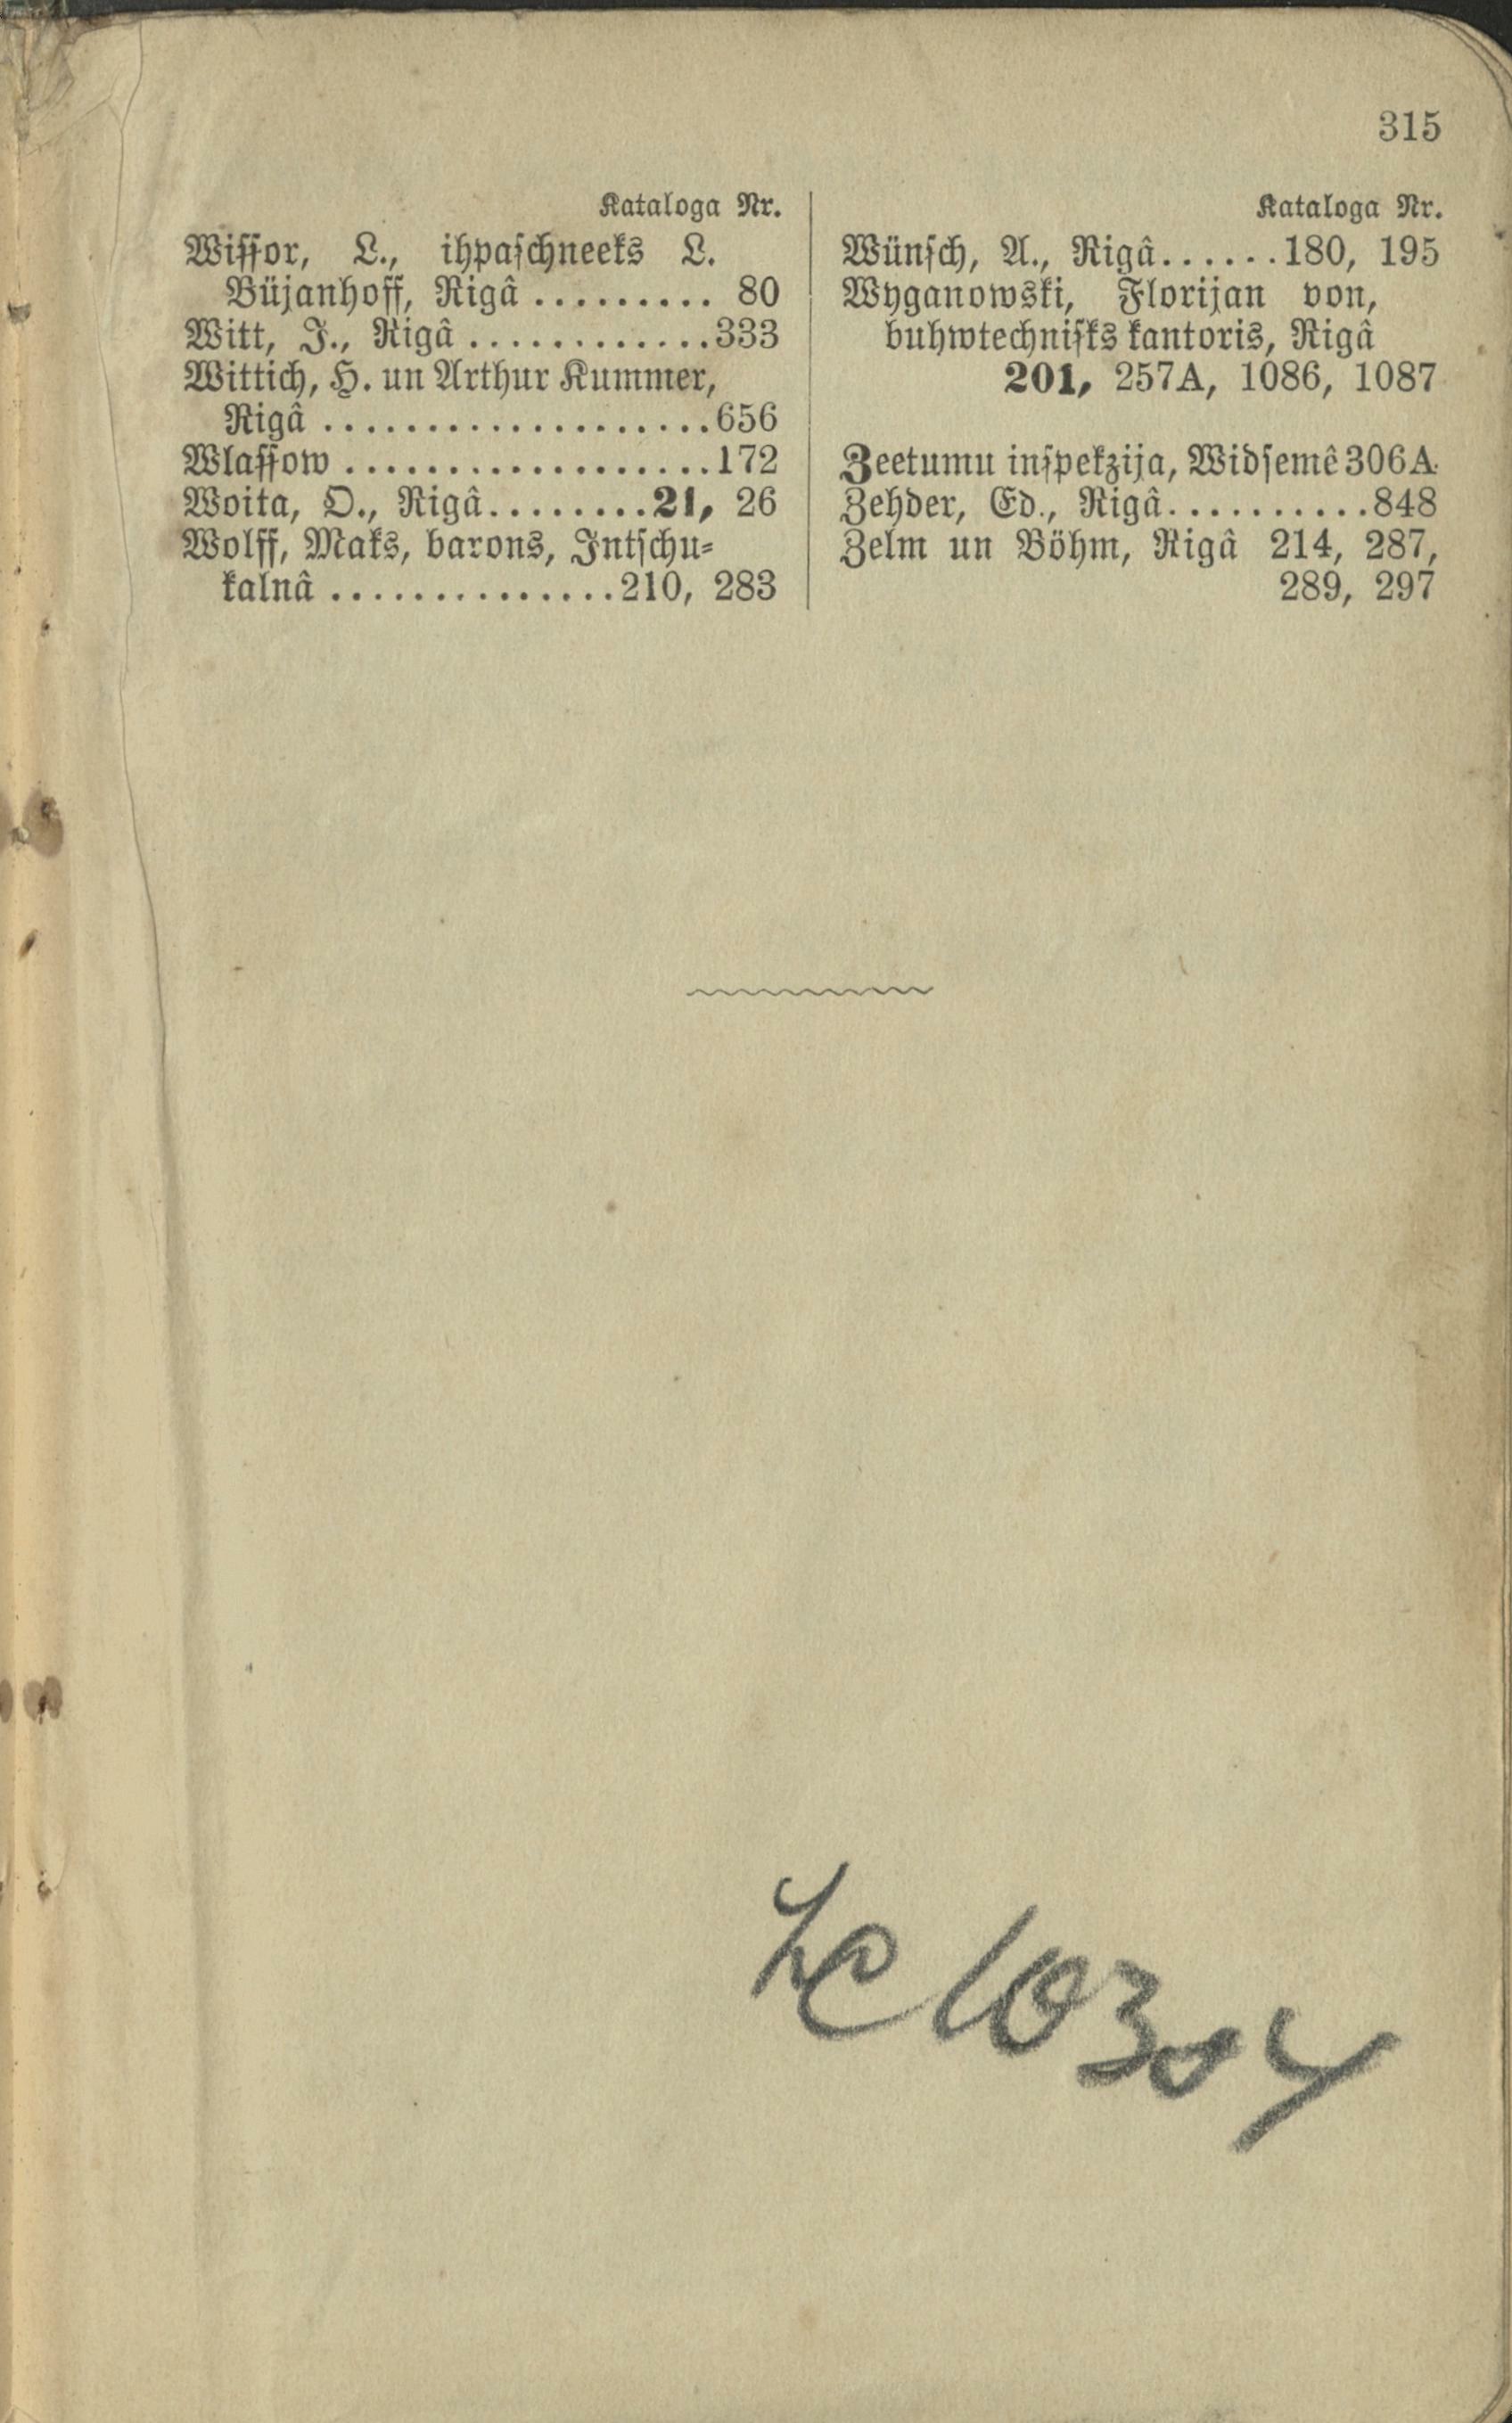 315
Kataloga Nr.
Wiſſor, L., ihpaſchneeks L.
Büjanhoff, Rigâ ......... 80
Witt, J., Rigâ ............333
Wittich, H. un Arthur Kummer,
Rigâ ...................656
Wlaſſow ..................172
Woita, O., Rigâ........21, 26
Wolff, Maks, barons, Intſchu⸗
kalnâ ..............210, 283
Kataloga Nr.
Wünſch, A., Rigâ......180, 195
Wyganowski, Florijan von,
buhwtechniſks kantoris, Rigâ
201, 257A, 1086, 1087
Zeetumu inſpekzija, Widſemê 306A
Zehder, Ed., Rigâ..........848
Zelm un Böhm, Rigâ 214, 287,
289, 297